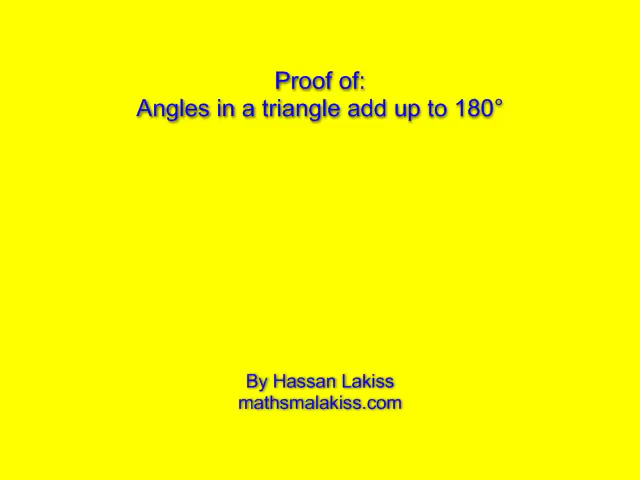 Proof of:
Angles in a triangle add up to 180°
By Hassan Lakiss
mathsmalakiss.com